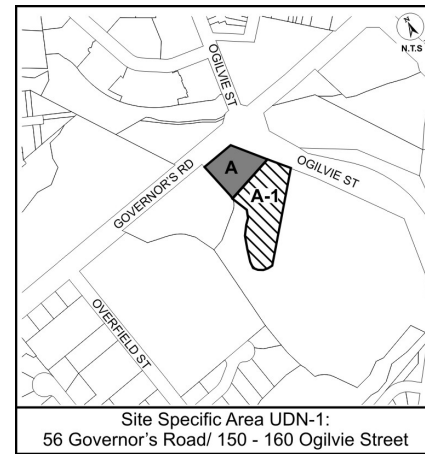 N
N.T.S
OGILVIE ST
GOVERNOR'S RD
A
A-1
OGILVIE ST
OVERFIELD ST
Site Specific Area UDN-1:
56 Governor's Road/ 150 - 160 Ogilvie Street